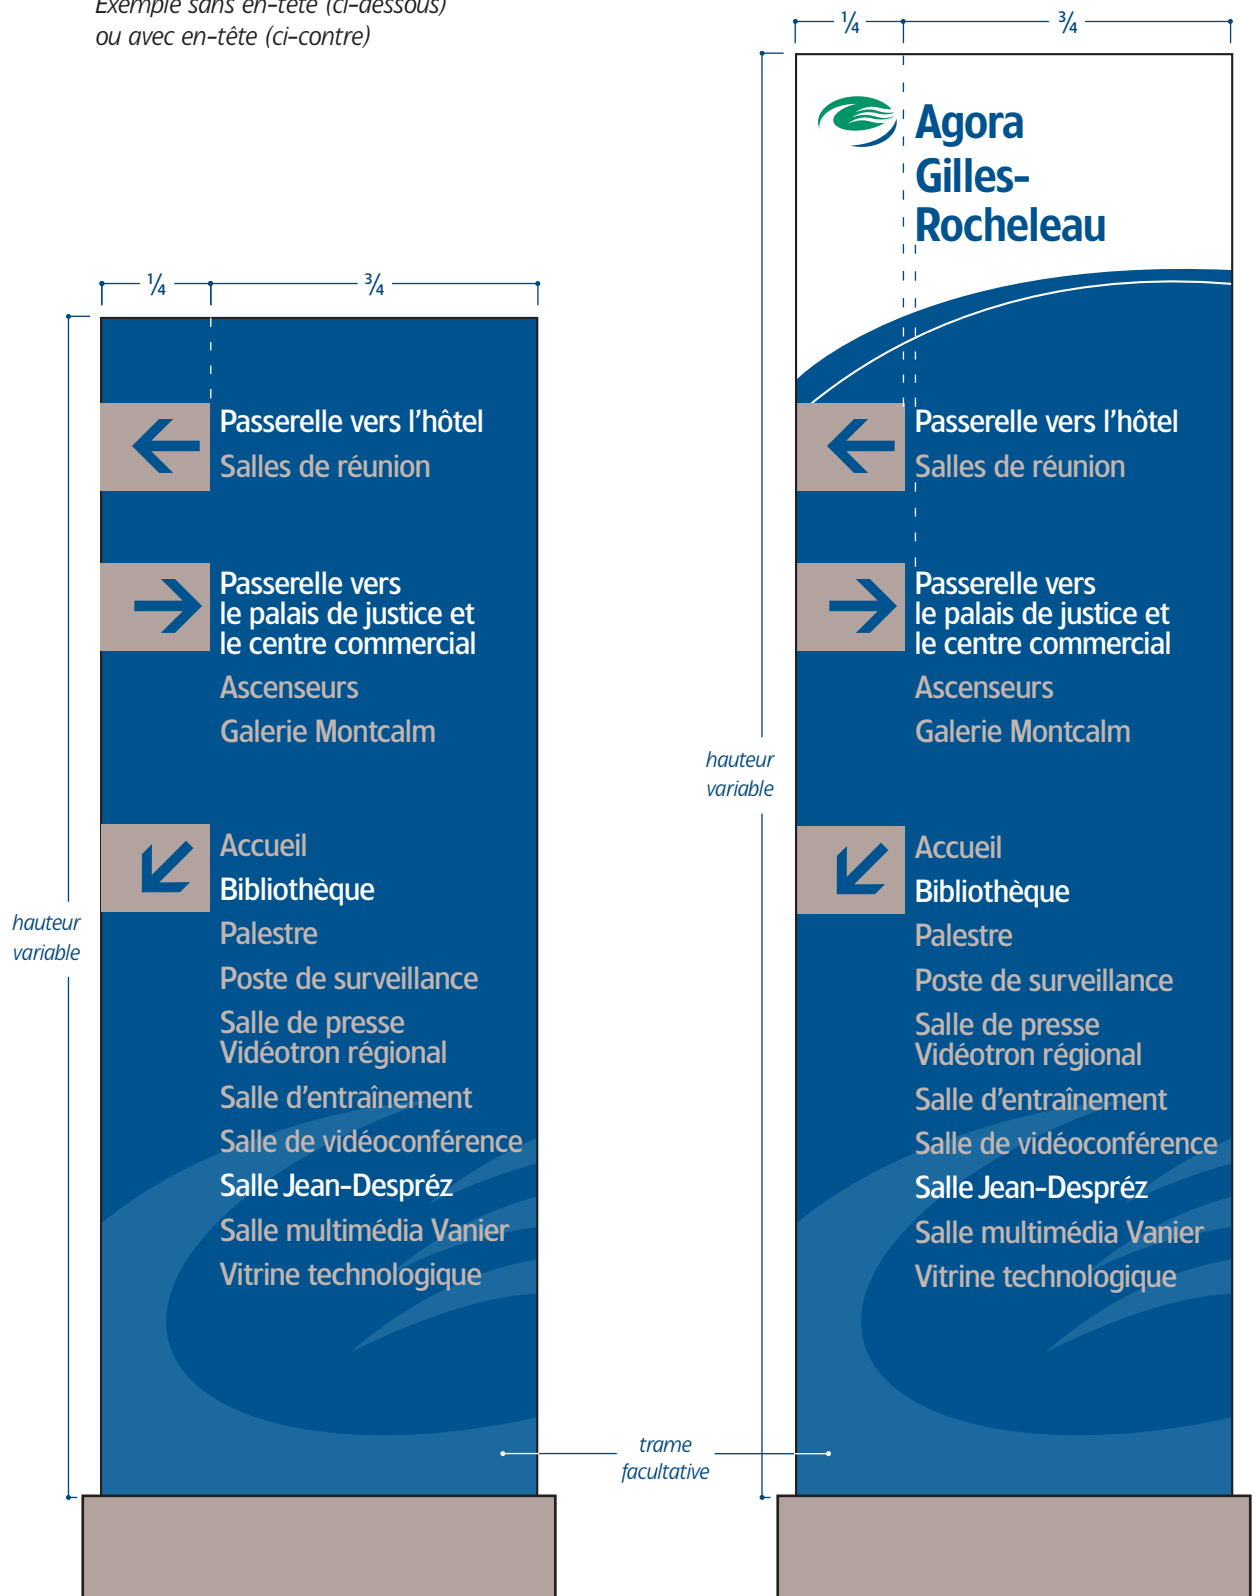 Exemple sans en-tête (ci-dessous)
ou avec en-tête (ci-contre)
¼ ¾
hauteur
variable
Passerelle vers l’hôtel
Salles de réunion
Passerelle vers
le palais de justice et
le centre commercial
Ascenseurs
Galerie Montcalm
Accueil
Bibliothèque
Palestre
Poste de surveillance
Salle de presse
Vidéotron régional
Salle d’entraînement
Salle de vidéoconférence
Salle Jean-Despréz
Salle multimédia Vanier
Vitrine technologique
trame
facultative
¼ ¾
hauteur
variable
Agora
Gilles-
Rocheleau
Passerelle vers l’hôtel
Salles de réunion
Passerelle vers
le palais de justice et
le centre commercial
Ascenseurs
Galerie Montcalm
Accueil
Bibliothèque
Palestre
Poste de surveillance
Salle de presse
Vidéotron régional
Salle d’entraînement
Salle de vidéoconférence
Salle Jean-Despréz
Salle multimédia Vanier
Vitrine technologique